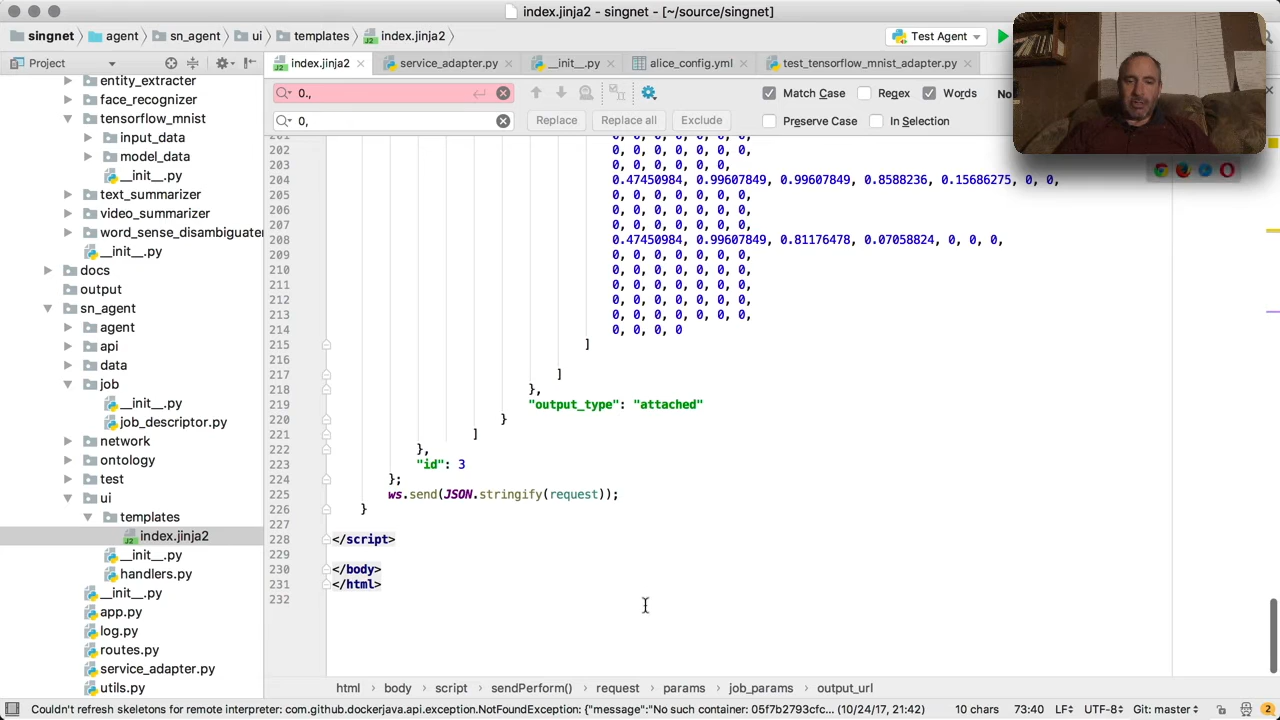 index.jinja2 - singnet - [~/source/singnet]
singnet agent sn_agent ui templates index.jinja2
Test Agent
Project
index.jinja2 service_adapter.py __init__.py alice_config.yml test_tensorflow_mnist_adapter.py
0., Match Case Regex Words No
0, Replace Replace all Exclude Preserve Case In Selection
entity_extracter
face_recognizer
tensorflow_mnist
input_data
model_data
__init__.py
text_summarizer
video_summarizer
word_sense_disambiguater
__init__.py
docs
output
sn_agent
agent
api
data
job
__init__.py
job_descriptor.py
network
ontology
test
ui
templates
index.jinja2
__init__.py
handlers.py
__init__.py
app.py
log.py
routes.py
service_adapter.py
utils.py
201 0, 0, 0, 0, 0, 0,
202 0, 0, 0, 0, 0, 0,
203 0, 0, 0, 0, 0,
204 0.47450984, 0.99607849, 0.99607849, 0.8588236, 0.15686275, 0, 0,
205 0, 0, 0, 0, 0, 0,
206 0, 0, 0, 0, 0, 0,
207 0, 0, 0, 0, 0,
208 0.47450984, 0.99607849, 0.81176478, 0.07058824, 0, 0, 0,
209 0, 0, 0, 0, 0, 0,
210 0, 0, 0, 0, 0, 0,
211 0, 0, 0, 0, 0, 0,
212 0, 0, 0, 0, 0, 0,
213 0, 0, 0, 0, 0, 0,
214 0, 0, 0, 0
215 ]
216
217 ]
218 },
219 "output_type": "attached"
220 }
221 ]
222 },
223 "id": 3
224 };
225 ws.send(JSON.stringify(request));
226 }
227
228 </script>
229
230 </body>
231 </html>
232
html › body › script › sendPerform() › request › params › job_params › output_url
Couldn't refresh skeletons for remote interpreter: com.github.dockerjava.api.exception.NotFoundException: {"message":"No such container: 05f7b2793cfc... (10/24/17, 21:42) 10 chars 73:40 LF UTF-8 Git: master 2